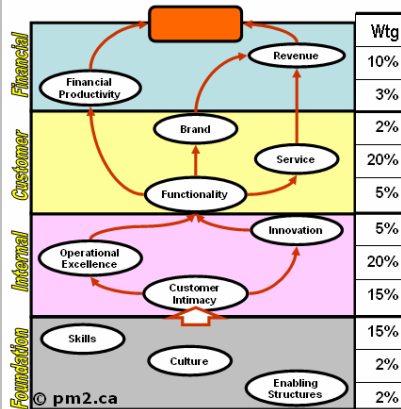 Wtg
Financial
Revenue
10%
Financial
Productivity
3%
Customer
Brand
2%
Service
20%
Functionality
5%
Internal
Innovation
5%
Operational
Excellence
20%
Customer
Intimacy
15%
Foundation
Skills
15%
Culture
2%
Enabling
Structures
2%
© pm2.ca